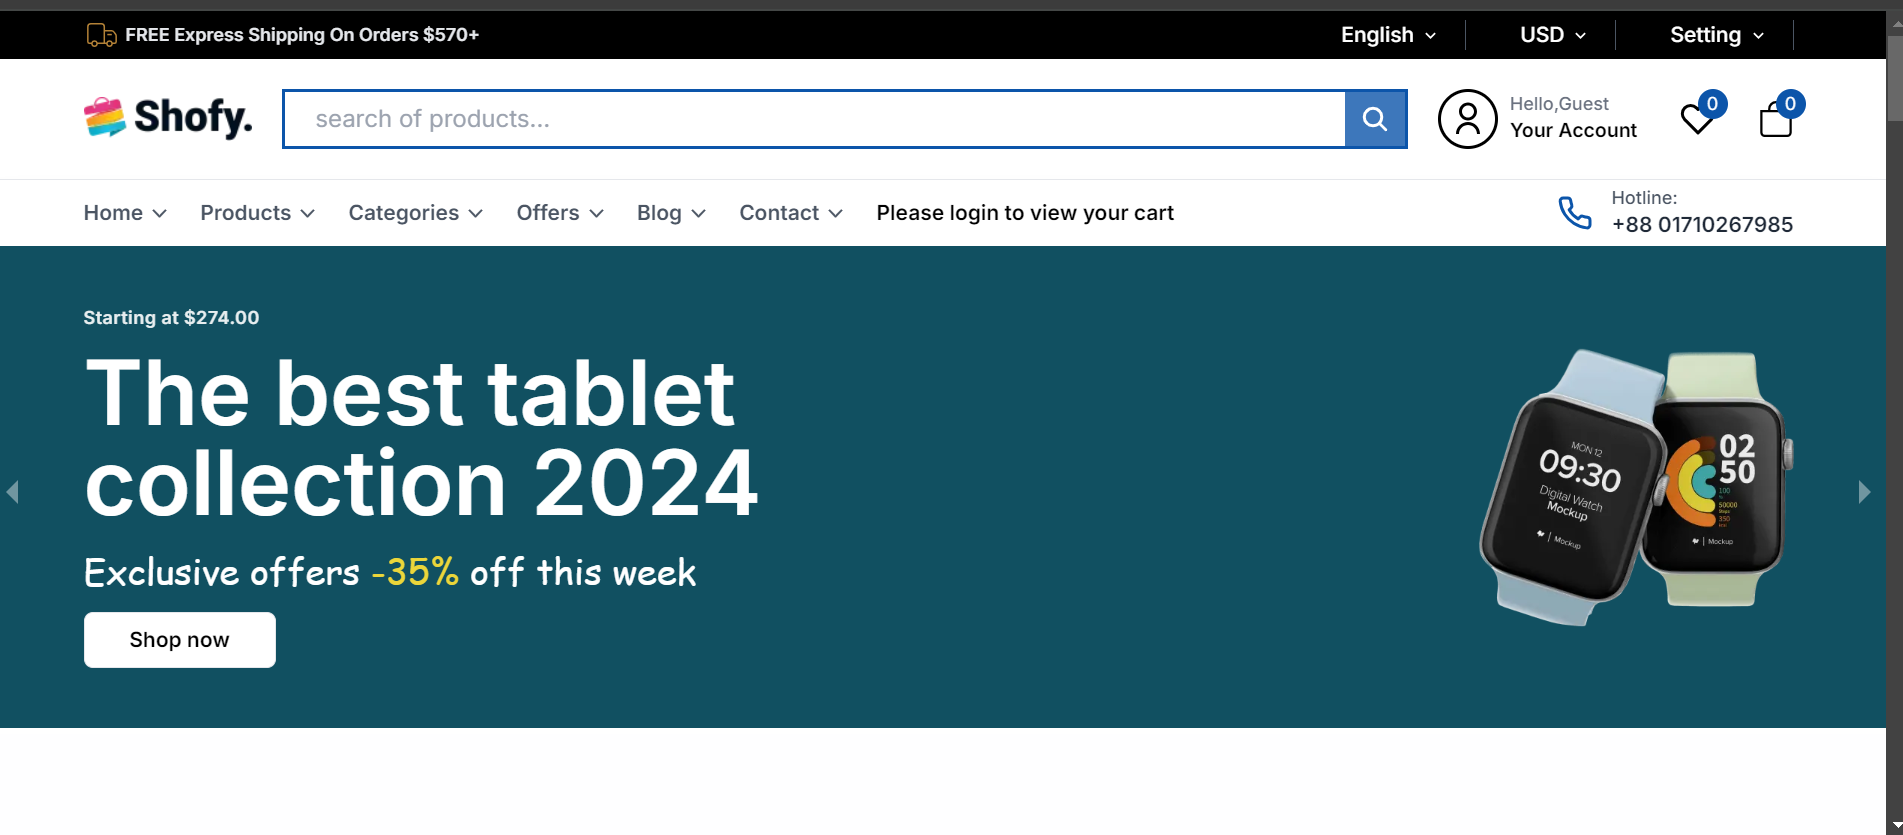 FREE Express Shipping On Orders $570+
English
USD
Setting
Shofy.
search of products...
Hello,Guest
Your Account
0
0
Home
Products
Categories
Offers
Blog
Contact
Please login to view your cart
Hotline:
+88 01710267985
Starting at $274.00
The best tablet
collection 2024
Exclusive offers -35% off this week
Shop now
MON 12
09:30
Digital Watch
Mockup
Mockup
02
50
100
50000
Steps
350
Mockup